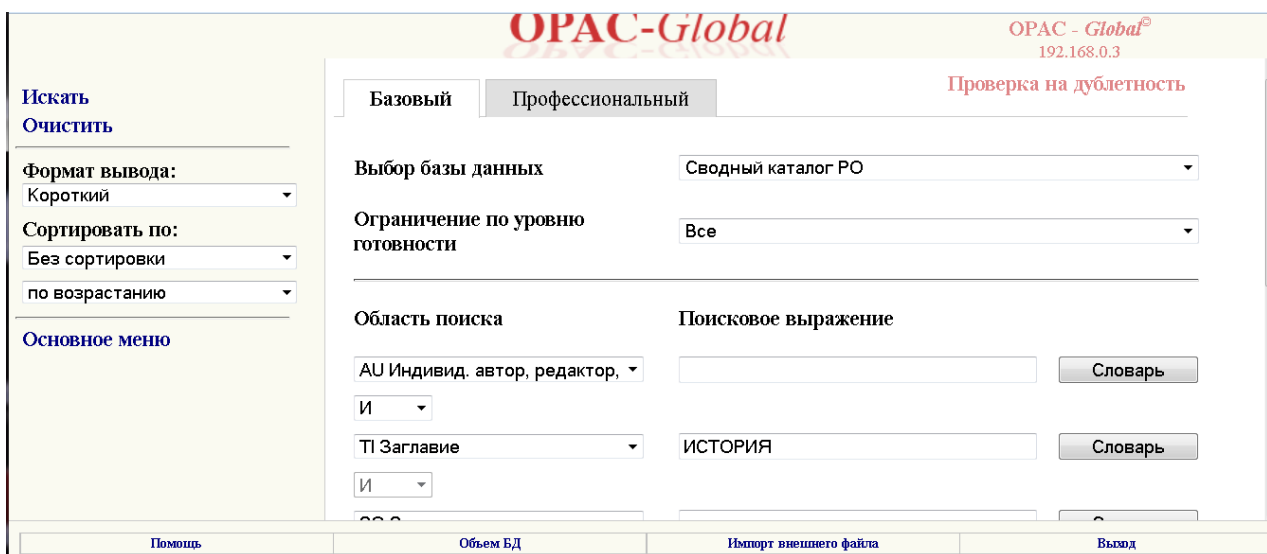 OPAC-Global
OPAC - Global©
192.168.0.3
Проверка на дублетность
Искать
Очистить
Формат вывода:
Короткий
Сортировать по:
Без сортировки
по возрастанию
Основное меню
Базовый Профессиональный
Выбор базы данных Сводный каталог РО
Ограничение по уровню
готовности
Все
Область поиска Поисковое выражение
AU Индивид. автор, редактор, Словарь
И
TI Заглавие ИСТОРИЯ Словарь
И
Помощь Объем БД Импорт внешнего файла Выход